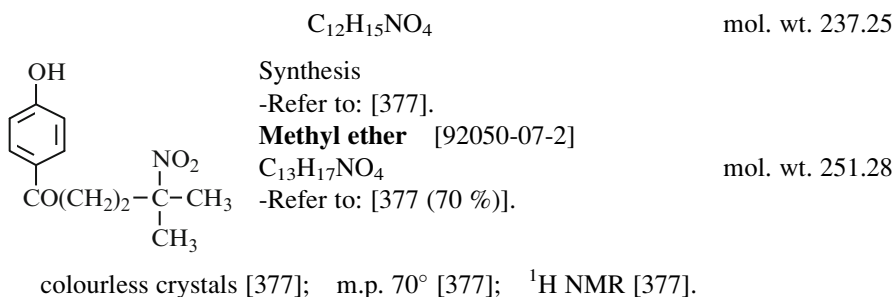 C₁₂H₁₅NO₄ mol. wt. 237.25
OH
Synthesis
-Refer to: [377].
Methyl ether [92050-07-2]
NO₂
C₁₃H₁₇NO₄ mol. wt. 251.28
CO(CH₂)₂–C–CH₃
-Refer to: [377 (70 %)].
CH₃
colourless crystals [377]; m.p. 70° [377]; ¹H NMR [377].